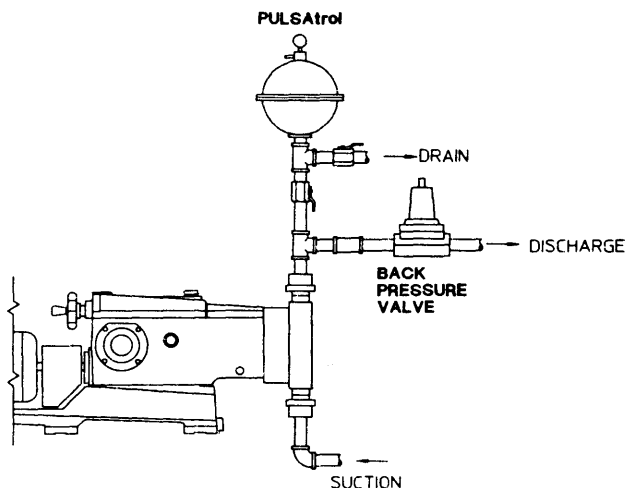 PULSAtrol
DRAIN
DISCHARGE
BACK
PRESSURE
VALVE
SUCTION